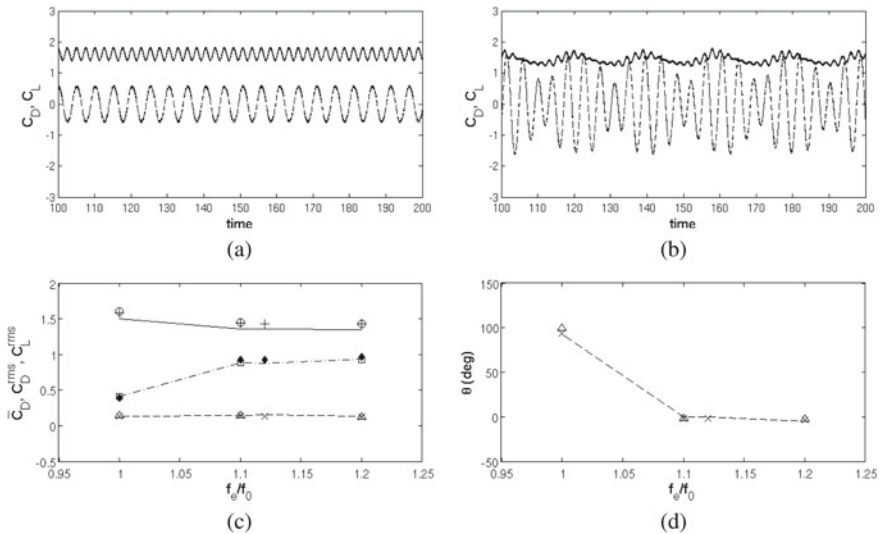 3
2
1
0
-1
-2
-3
C_D, C_L
100 110 120 130 140 150 160 170 180 190 200
time
(a)
3
2
1
0
-1
-2
-3
C_D, C_L
100 110 120 130 140 150 160 170 180 190 200
time
(b)
2
1.5
1
0.5
0
-0.5
C̄_D, C_D^rms, C_L^rms
0.95 1 1.05 1.1 1.15 1.2 1.25
f_e/f_0
(c)
150
100
50
0
-50
θ (deg)
0.95 1 1.05 1.1 1.15 1.2 1.25
f_e/f_0
(d)